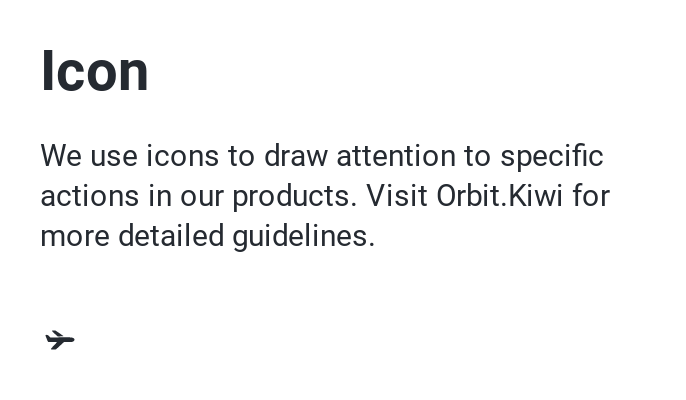 Icon
We use icons to draw attention to specific
actions in our products. Visit Orbit.Kiwi for
more detailed guidelines.